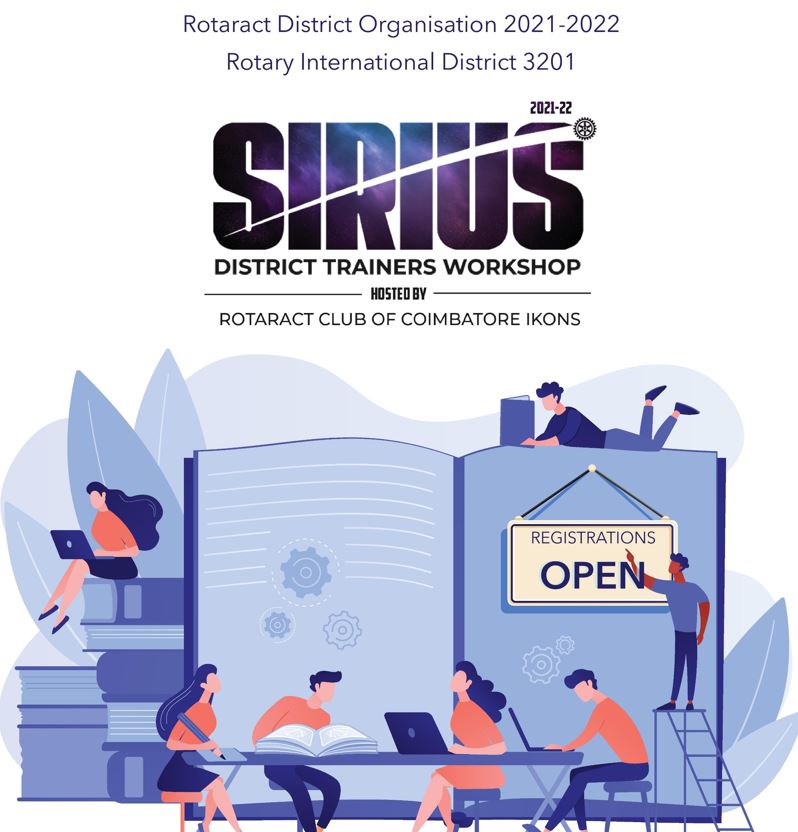 Rotaract District Organisation 2021-2022
Rotary International District 3201
2021-22
SIRIUS
DISTRICT TRAINERS WORKSHOP
HOSTED BY
ROTARACT CLUB OF COIMBATORE IKONS
REGISTRATIONS
OPEN